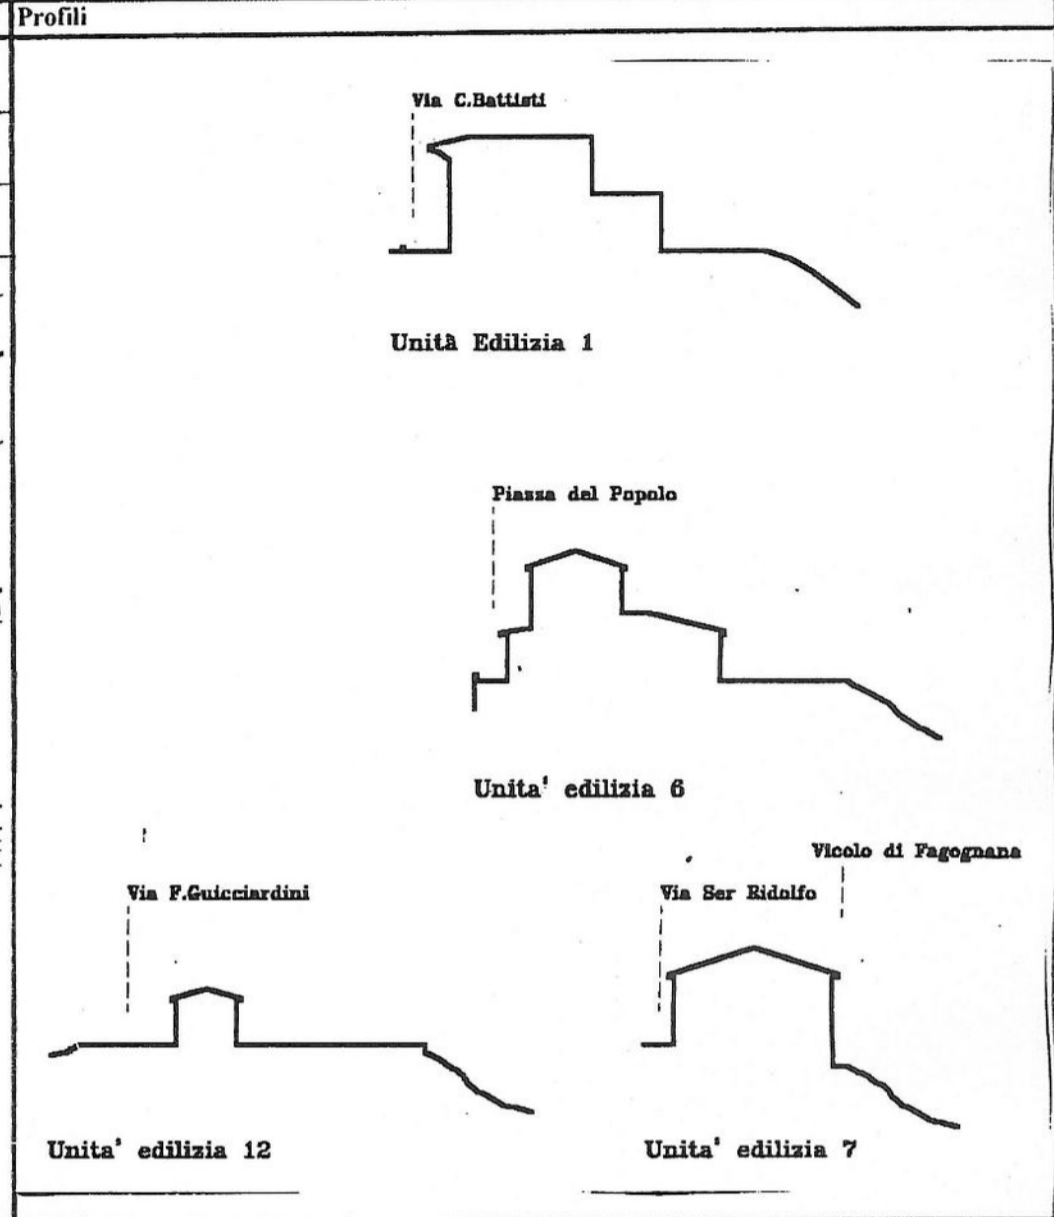 Profili
Via C.Battisti
Unità Edilizia 1
Piazza del Popolo
Unita' edilizia 6
Vicolo di Fagognana
Via F.Guicciardini
Via Ser Ridolfo
Unita' edilizia 12
Unita' edilizia 7